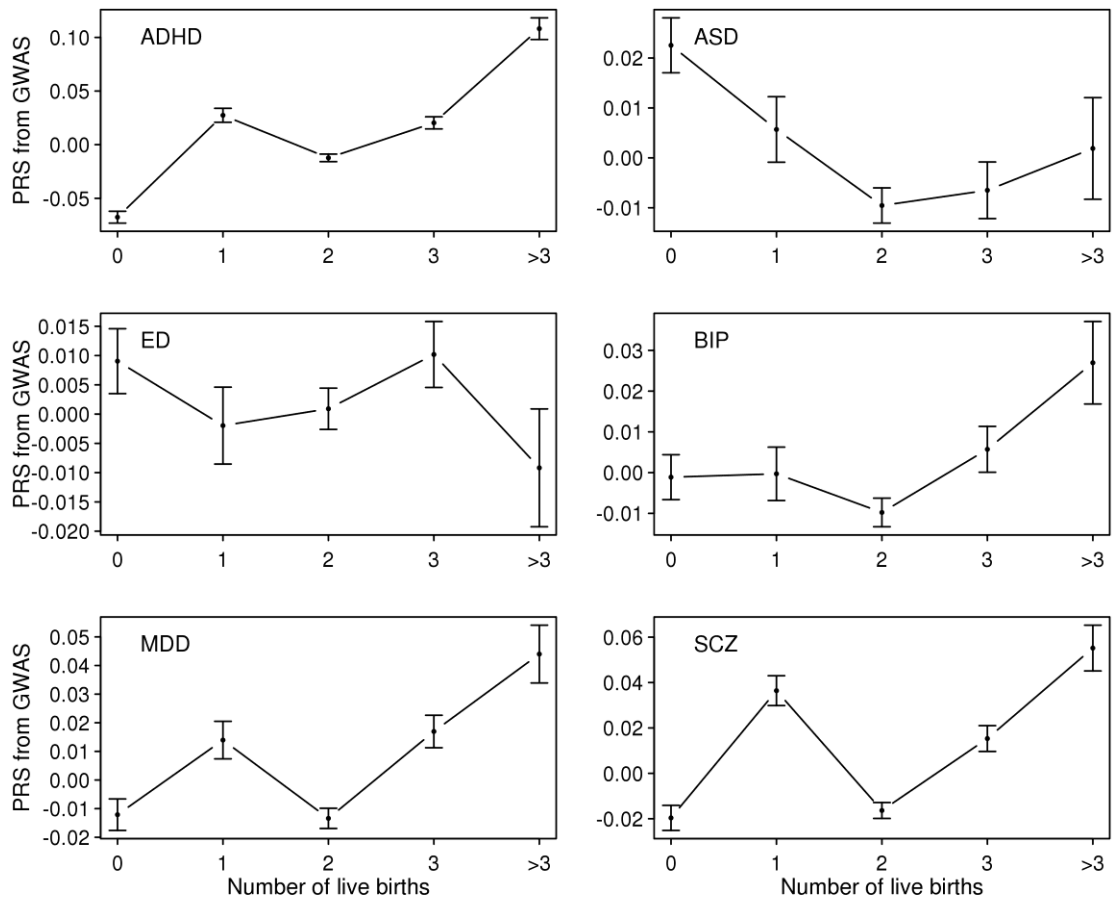 PRS from GWAS
ADHD
0.10
0.05
0.00
-0.05
0 1 2 3 >3
ASD
0.02
0.01
0.00
-0.01
0 1 2 3 >3
PRS from GWAS
ED
0.015
0.010
0.005
0.000
-0.005
-0.010
-0.015
-0.020
0 1 2 3 >3
BIP
0.03
0.02
0.01
0.00
-0.01
0 1 2 3 >3
PRS from GWAS
MDD
0.05
0.04
0.03
0.02
0.01
0.00
-0.01
-0.02
0 1 2 3 >3
Number of live births
SCZ
0.06
0.04
0.02
0.00
-0.02
0 1 2 3 >3
Number of live births